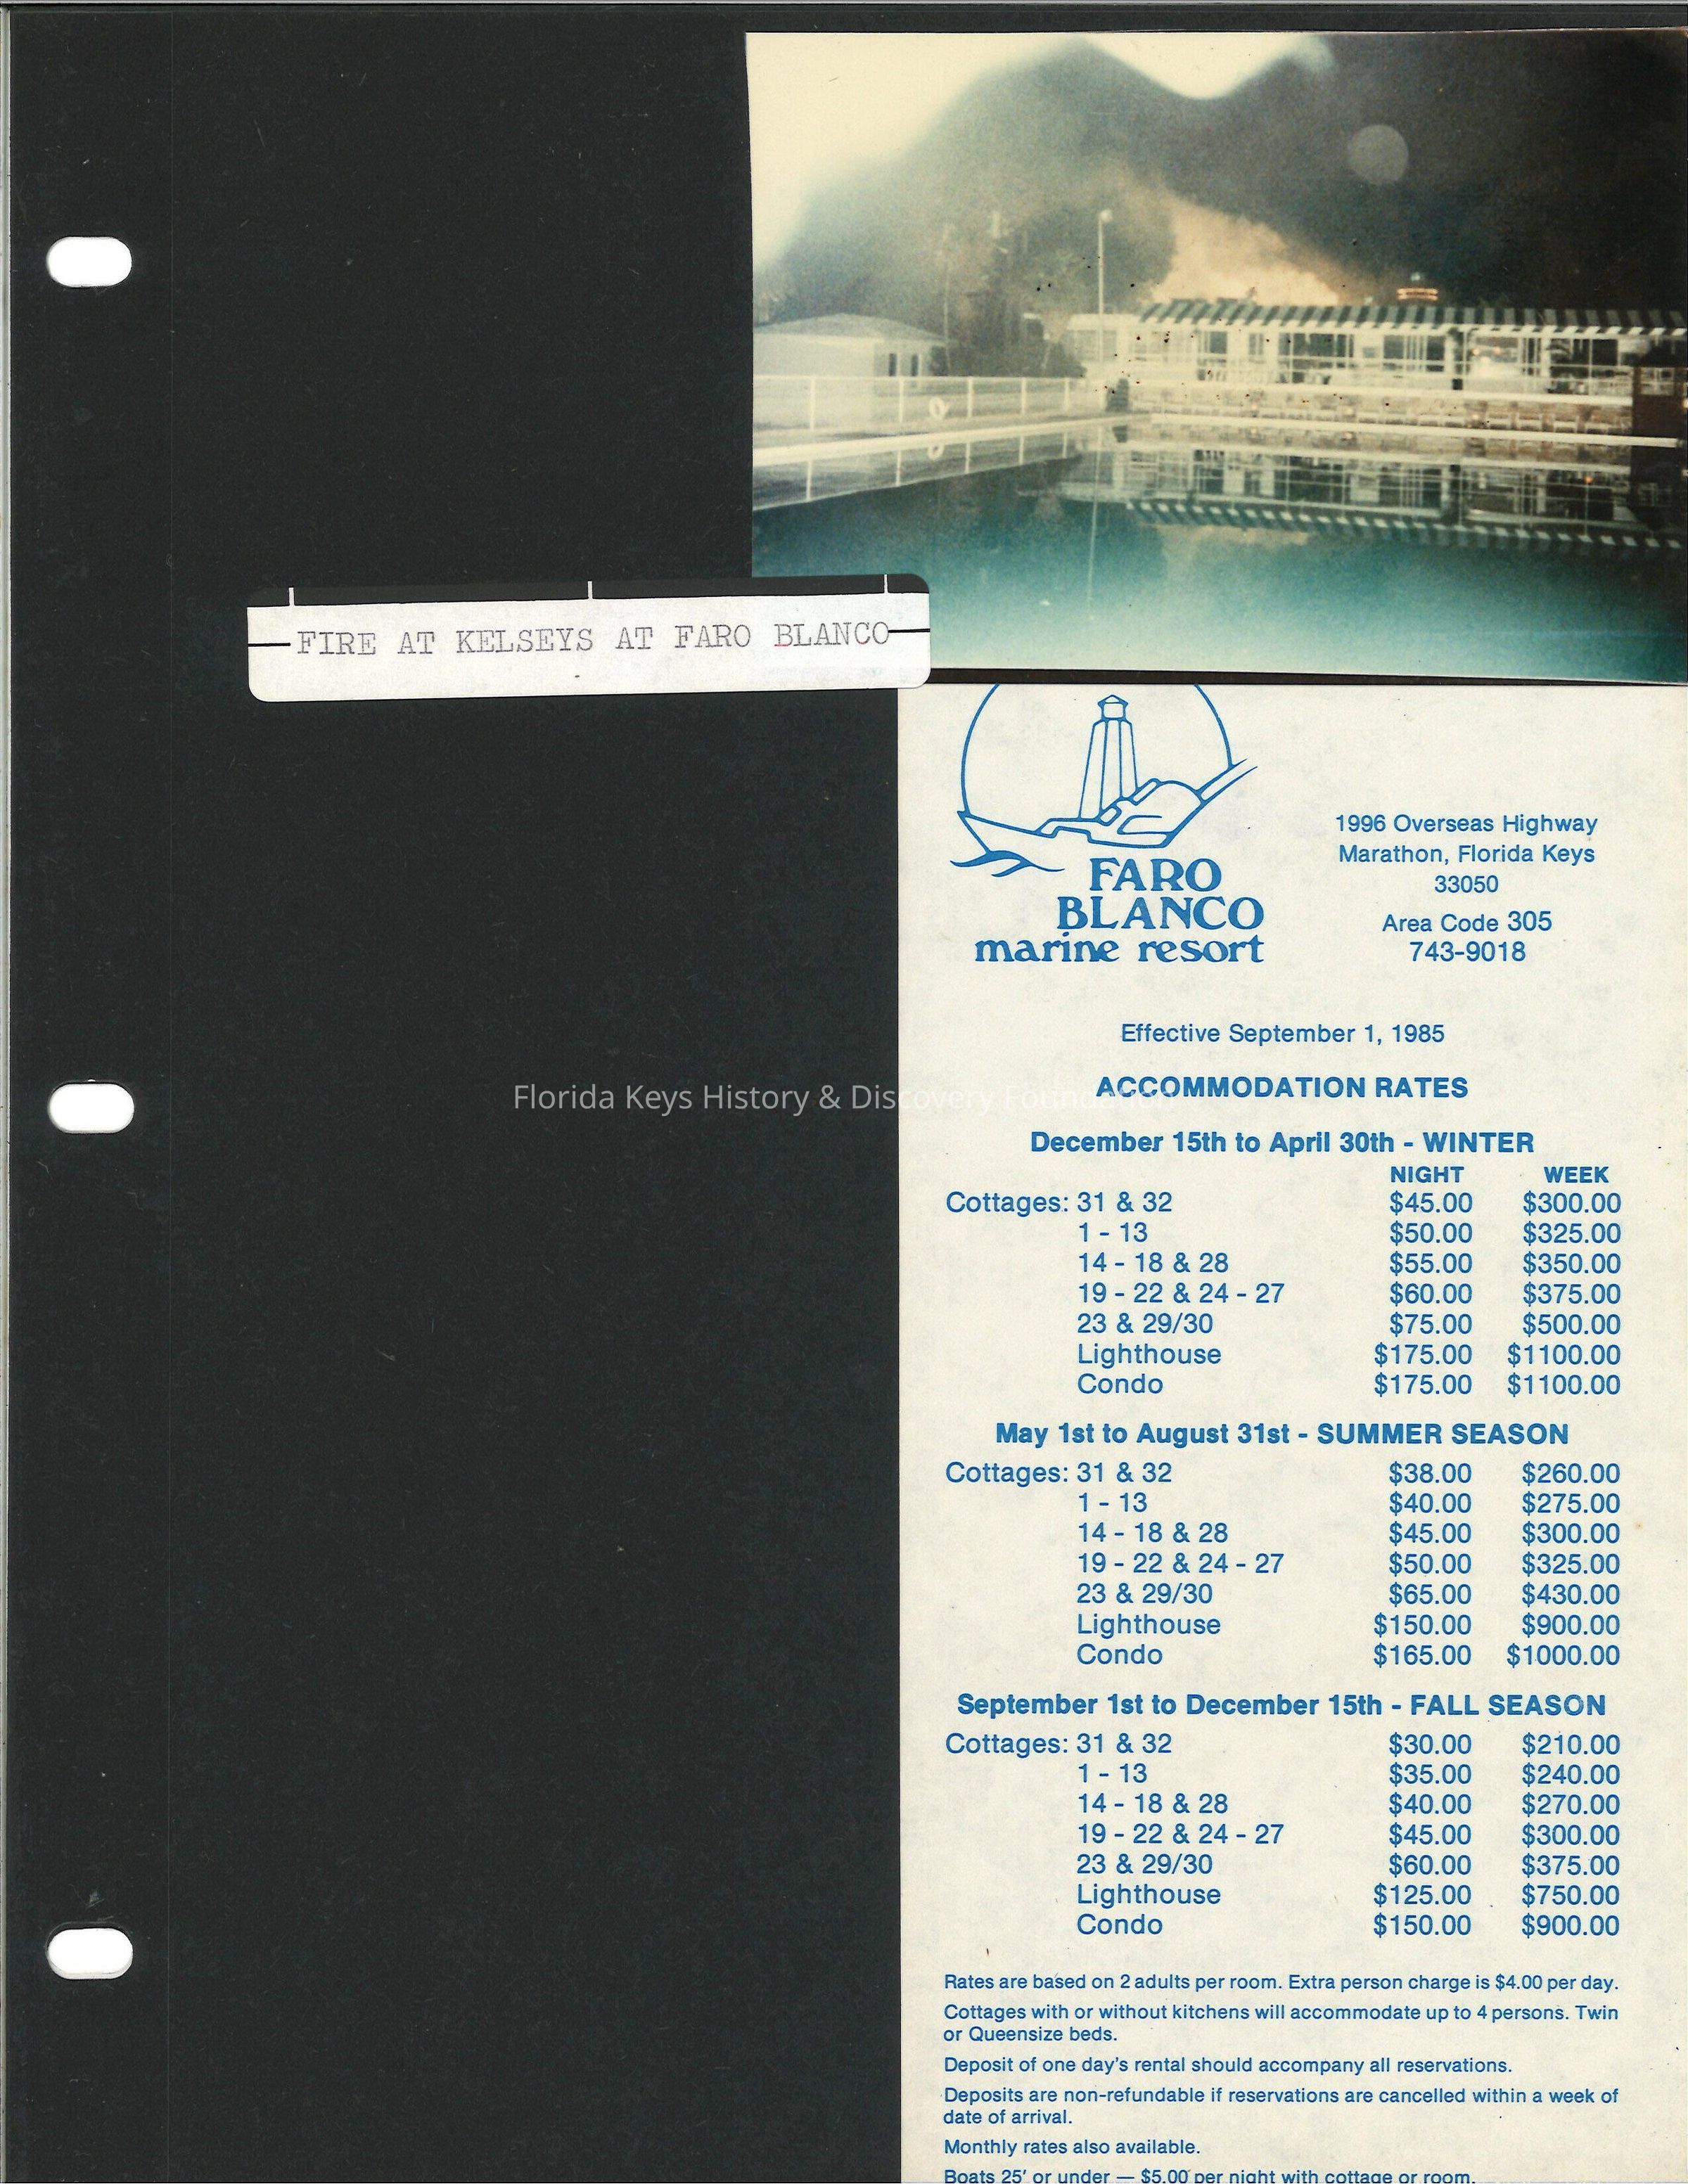 FIRE AT KELSEYS AT FARO BLANCO
FARO
BLANCO
marine resort
1996 Overseas Highway
Marathon, Florida Keys
33050
Area Code 305
743-9018
Effective September 1, 1985
ACCOMMODATION RATES
Florida Keys History & Discovery Foundation
December 15th to April 30th - WINTER
NIGHT WEEK
Cottages: 31 & 32 $45.00 $300.00
1 - 13 $50.00 $325.00
14 - 18 & 28 $55.00 $350.00
19 - 22 & 24 - 27 $60.00 $375.00
23 & 29/30 $75.00 $500.00
Lighthouse $175.00 $1100.00
Condo $175.00 $1100.00
May 1st to August 31st - SUMMER SEASON
Cottages: 31 & 32 $38.00 $260.00
1 - 13 $40.00 $275.00
14 - 18 & 28 $45.00 $300.00
19 - 22 & 24 - 27 $50.00 $325.00
23 & 29/30 $65.00 $430.00
Lighthouse $150.00 $900.00
Condo $165.00 $1000.00
September 1st to December 15th - FALL SEASON
Cottages: 31 & 32 $30.00 $210.00
1 - 13 $35.00 $240.00
14 - 18 & 28 $40.00 $270.00
19 - 22 & 24 - 27 $45.00 $300.00
23 & 29/30 $60.00 $375.00
Lighthouse $125.00 $750.00
Condo $150.00 $900.00
Rates are based on 2 adults per room. Extra person charge is $4.00 per day.
Cottages with or without kitchens will accommodate up to 4 persons. Twin
or Queensize beds.
Deposit of one day's rental should accompany all reservations.
Deposits are non-refundable if reservations are cancelled within a week of
date of arrival.
Monthly rates also available.
Boats 25' or under — $5.00 per night with cottage or room.